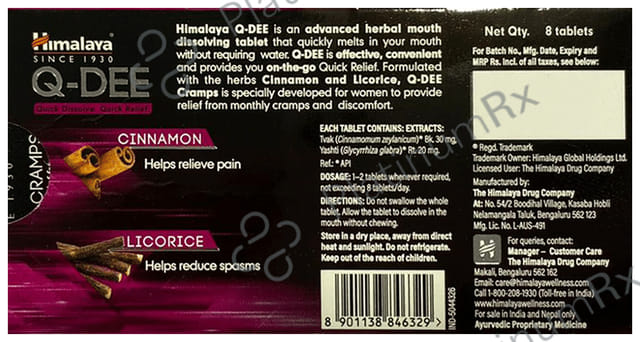 Himalaya
SINCE 1930
Q-DEE
Quick Dissolve. Quick Relief.
CRAMPS
E 1930
CINNAMON
Helps relieve pain
LICORICE
Helps reduce spasms
Himalaya Q-DEE is an advanced herbal mouth
dissolving tablet that quickly melts in your mouth
without requiring water. Q-DEE is effective, convenient
and provides you on-the-go Quick Relief. Formulated
with the herbs Cinnamon and Licorice, Q-DEE
Cramps is specially developed for women to provide
relief from monthly cramps and discomfort.
EACH TABLET CONTAINS: EXTRACTS:
Tvak (Cinnamomum zeylanicum)* Bk. 30 mg.
Yashti (Glycyrrhiza glabra)* Rt. 20 mg.
Ref.: *API
DOSAGE: 1–2 tablets whenever required,
not exceeding 8 tablets/day.
DIRECTIONS: Do not swallow the whole
tablet. Allow the tablet to dissolve in the
mouth without chewing.
Store in a dry place, away from direct
heat and sunlight. Do not refrigerate.
Keep out of the reach of children.
8 901138 846329 >
IND-5044326
Net Qty. 8 tablets
For Batch No., Mfg. Date, Expiry and
MRP Rs. incl. of all taxes, see below:
® Regd. Trademark
Trademark Owner: Himalaya Global Holdings Ltd.
Licensed User: The Himalaya Drug Company
Manufactured by:
The Himalaya Drug Company
At: No. 54/2 Boodihal Village, Kasaba Hobli
Nelamangala Taluk, Bengaluru 562 123
Mfg. Lic. No. L-AUS-491
For queries, contact:
Manager – Customer Care
The Himalaya Drug Company
Makali, Bengaluru 562 162
Email: care@himalayawellness.com
Call 1-800-208-1930 (Toll-free in India)
www.himalayawellness.com
For sale in India and Nepal only
Ayurvedic Proprietary Medicine